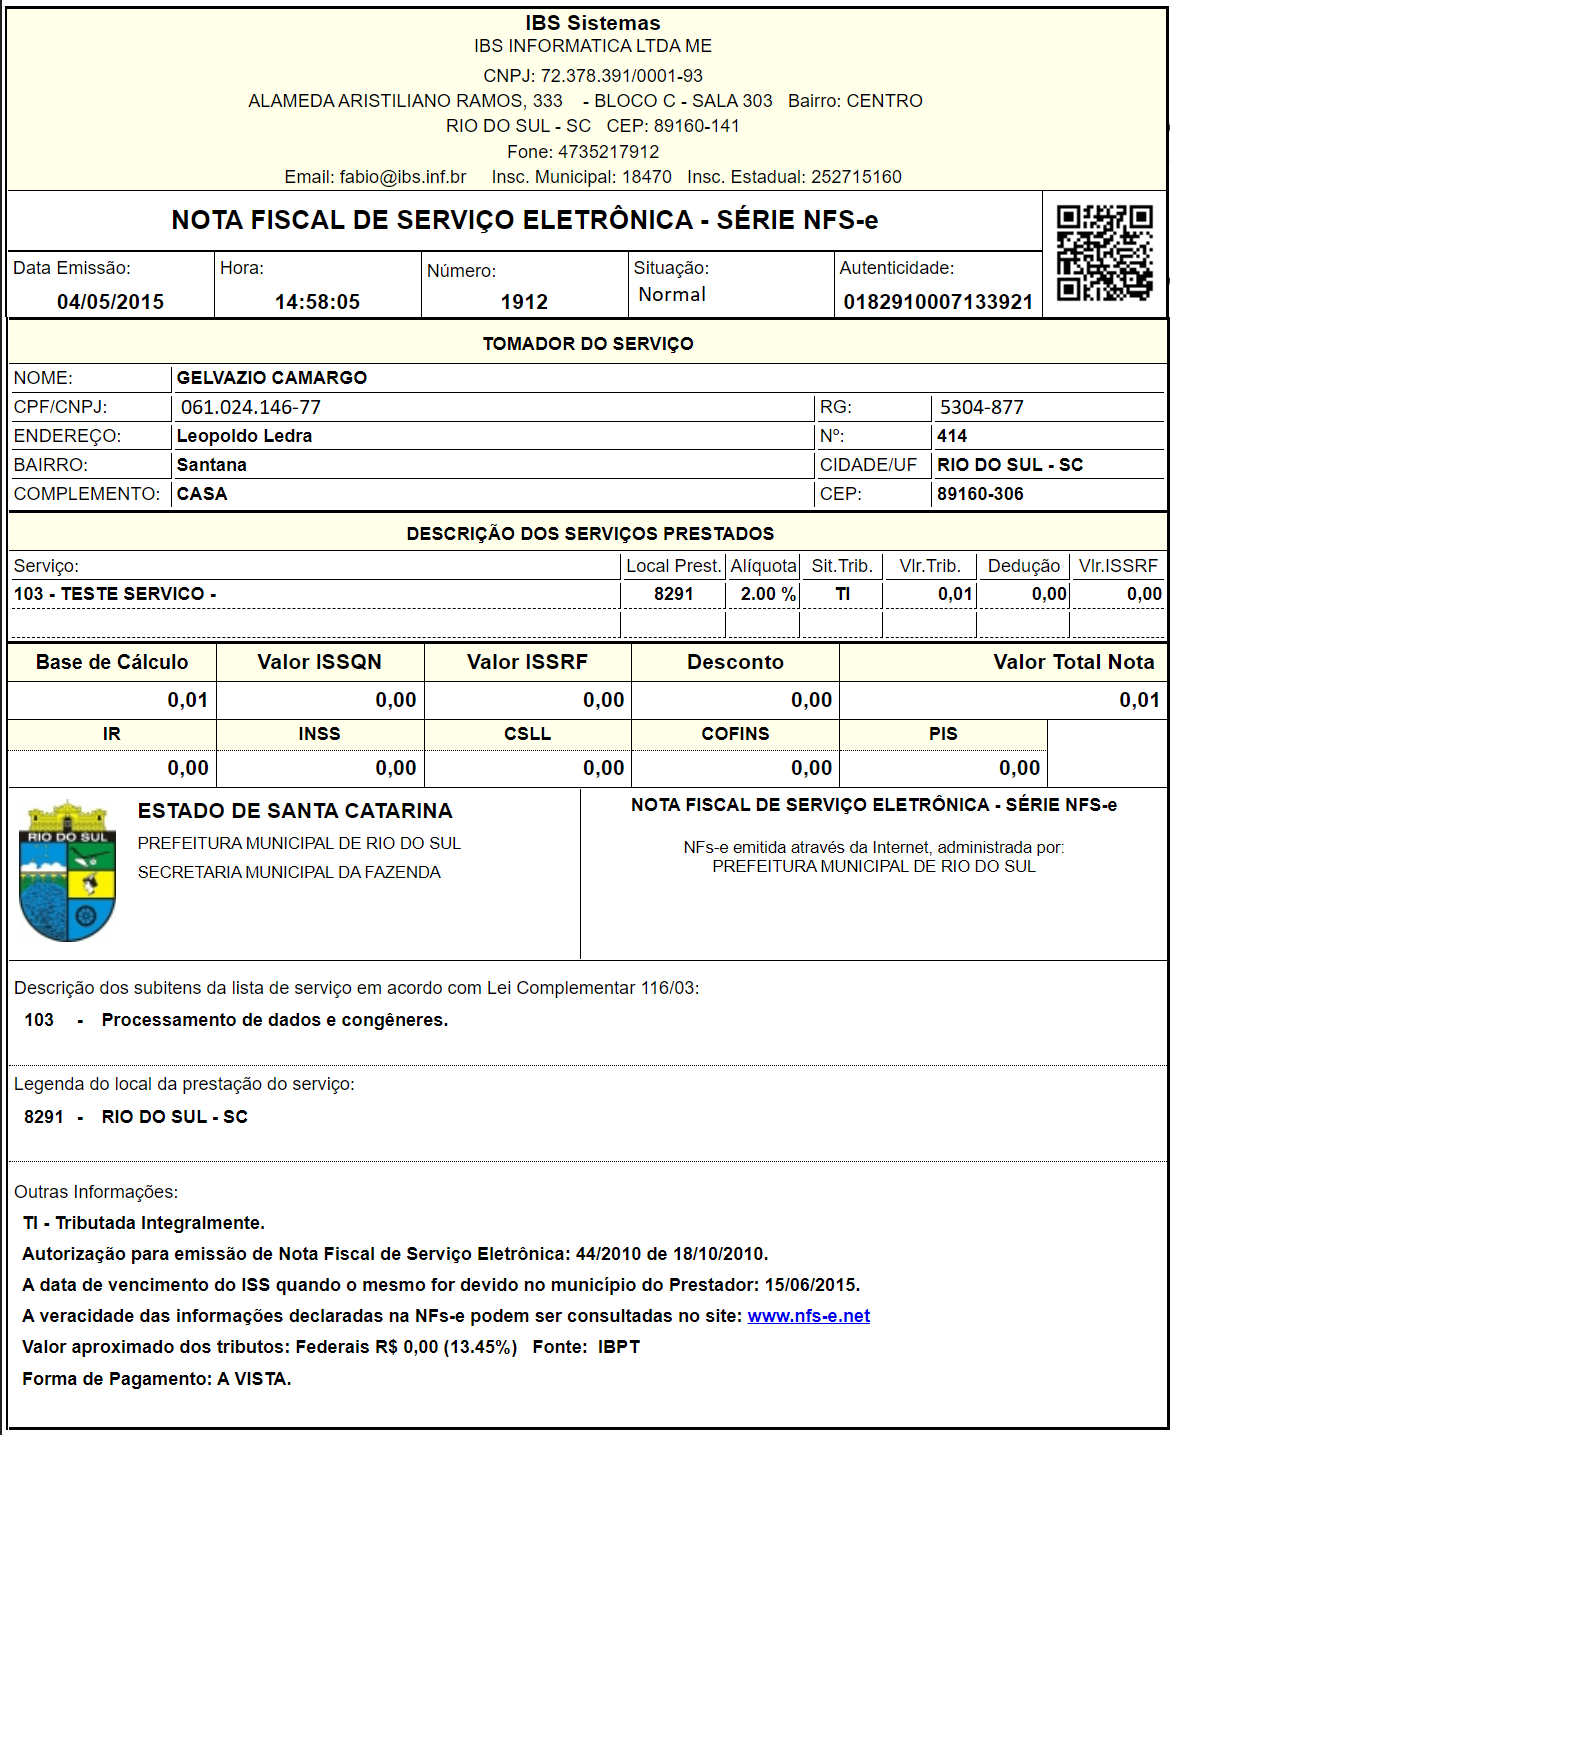 IBS Sistemas
IBS INFORMATICA LTDA ME
CNPJ: 72.378.391/0001-93
ALAMEDA ARISTILIANO RAMOS, 333 - BLOCO C - SALA 303 Bairro: CENTRO
RIO DO SUL - SC CEP: 89160-141
Fone: 4735217912
Email: fabio@ibs.inf.br Insc. Municipal: 18470 Insc. Estadual: 252715160
NOTA FISCAL DE SERVIÇO ELETRÔNICA - SÉRIE NFS-e
Data Emissão: Hora: Número: Situação: Autenticidade:
04/05/2015 14:58:05 1912 Normal 0182910007133921
TOMADOR DO SERVIÇO
NOME: GELVAZIO CAMARGO
CPF/CNPJ: 061.024.146-77 RG: 5304-877
ENDEREÇO: Leopoldo Ledra Nº: 414
BAIRRO: Santana CIDADE/UF RIO DO SUL - SC
COMPLEMENTO: CASA CEP: 89160-306
DESCRIÇÃO DOS SERVIÇOS PRESTADOS
Serviço: Local Prest. Alíquota Sit.Trib. Vlr.Trib. Dedução Vlr.ISSRF
103 - TESTE SERVICO - 8291 2.00 % TI 0,01 0,00 0,00
Base de Cálculo Valor ISSQN Valor ISSRF Desconto Valor Total Nota
0,01 0,00 0,00 0,00 0,01
IR INSS CSLL COFINS PIS
0,00 0,00 0,00 0,00 0,00
RIO DO SUL
ESTADO DE SANTA CATARINA
PREFEITURA MUNICIPAL DE RIO DO SUL
SECRETARIA MUNICIPAL DA FAZENDA
NOTA FISCAL DE SERVIÇO ELETRÔNICA - SÉRIE NFS-e
NFs-e emitida através da Internet, administrada por:
PREFEITURA MUNICIPAL DE RIO DO SUL
Descrição dos subitens da lista de serviço em acordo com Lei Complementar 116/03:
103 - Processamento de dados e congêneres.
Legenda do local da prestação do serviço:
8291 - RIO DO SUL - SC
Outras Informações:
TI - Tributada Integralmente.
Autorização para emissão de Nota Fiscal de Serviço Eletrônica: 44/2010 de 18/10/2010.
A data de vencimento do ISS quando o mesmo for devido no município do Prestador: 15/06/2015.
A veracidade das informações declaradas na NFs-e podem ser consultadas no site: www.nfs-e.net
Valor aproximado dos tributos: Federais R$ 0,00 (13.45%) Fonte: IBPT
Forma de Pagamento: A VISTA.